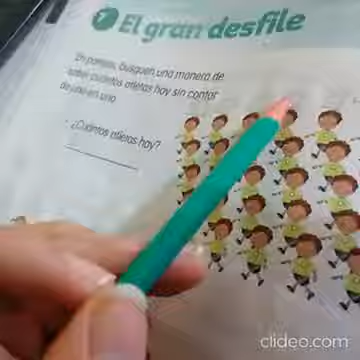 7 El gran desfile
En parejas, busquen una manera de
saber cuántos atletas hay sin contar
de uno en uno
¿Cuántos atletas hay?
clideo.com